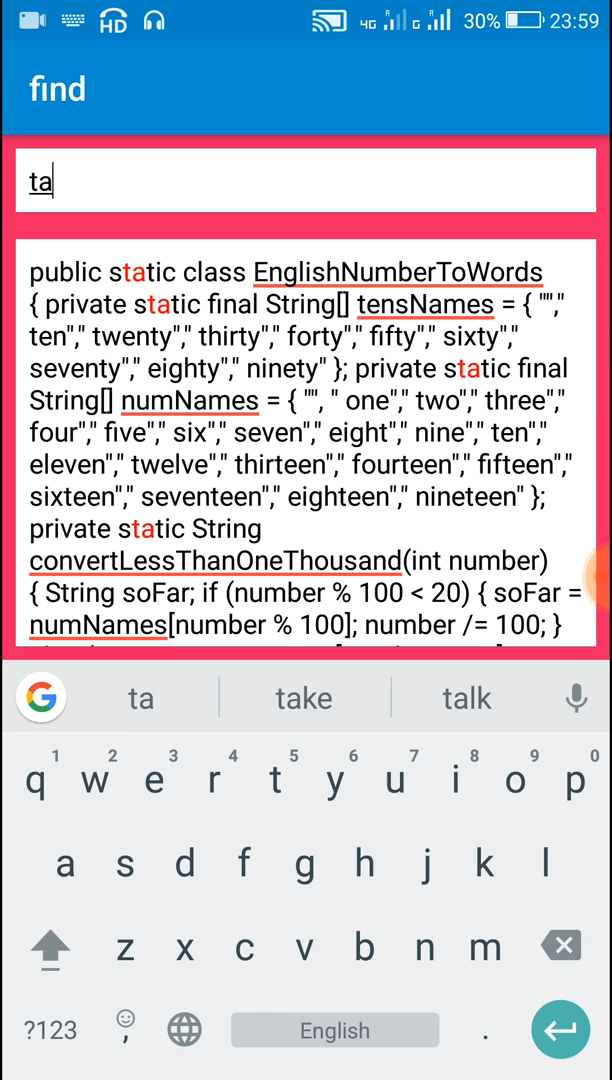 HD 4G R G R 30% 23:59
find
ta
public static class EnglishNumberToWords
{ private static final String[] tensNames = { "","
ten"," twenty"," thirty"," forty"," fifty"," sixty","
seventy"," eighty"," ninety" }; private static final
String[] numNames = { "", " one"," two"," three","
four"," five"," six"," seven"," eight"," nine"," ten","
eleven"," twelve"," thirteen"," fourteen"," fifteen","
sixteen"," seventeen"," eighteen"," nineteen" };
private static String
convertLessThanOneThousand(int number)
{ String soFar; if (number % 100 < 20) { soFar =
numNames[number % 100]; number /= 100; }
G ta take talk
1 2 3 4 5 6 7 8 9 0
q w e r t y u i o p
a s d f g h j k l
z x c v b n m
?123 , English .